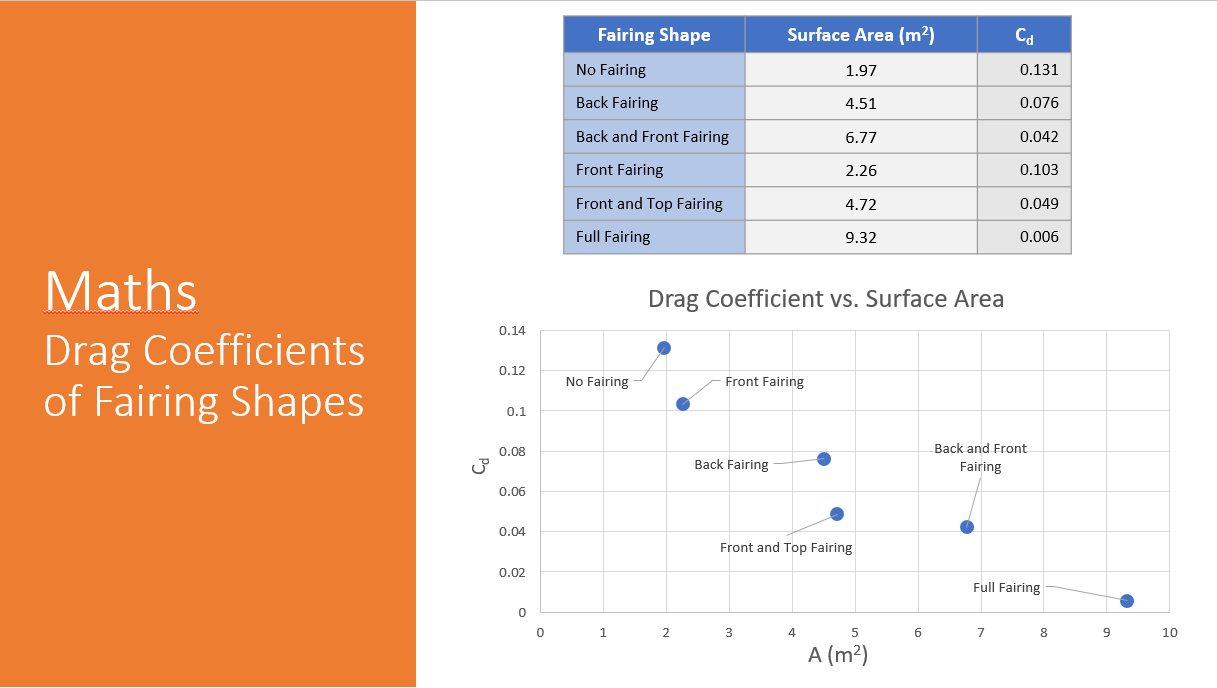 Maths
Drag Coefficients
of Fairing Shapes
Fairing Shape Surface Area (m²) Cd
No Fairing 1.97 0.131
Back Fairing 4.51 0.076
Back and Front Fairing 6.77 0.042
Front Fairing 2.26 0.103
Front and Top Fairing 4.72 0.049
Full Fairing 9.32 0.006
Drag Coefficient vs. Surface Area
0.14
0.12
0.1
0.08
0.06
0.04
0.02
0
Cd
No Fairing
Front Fairing
Back Fairing
Back and Front
Fairing
Front and Top Fairing
Full Fairing
0 1 2 3 4 5 6 7 8 9 10
A (m²)